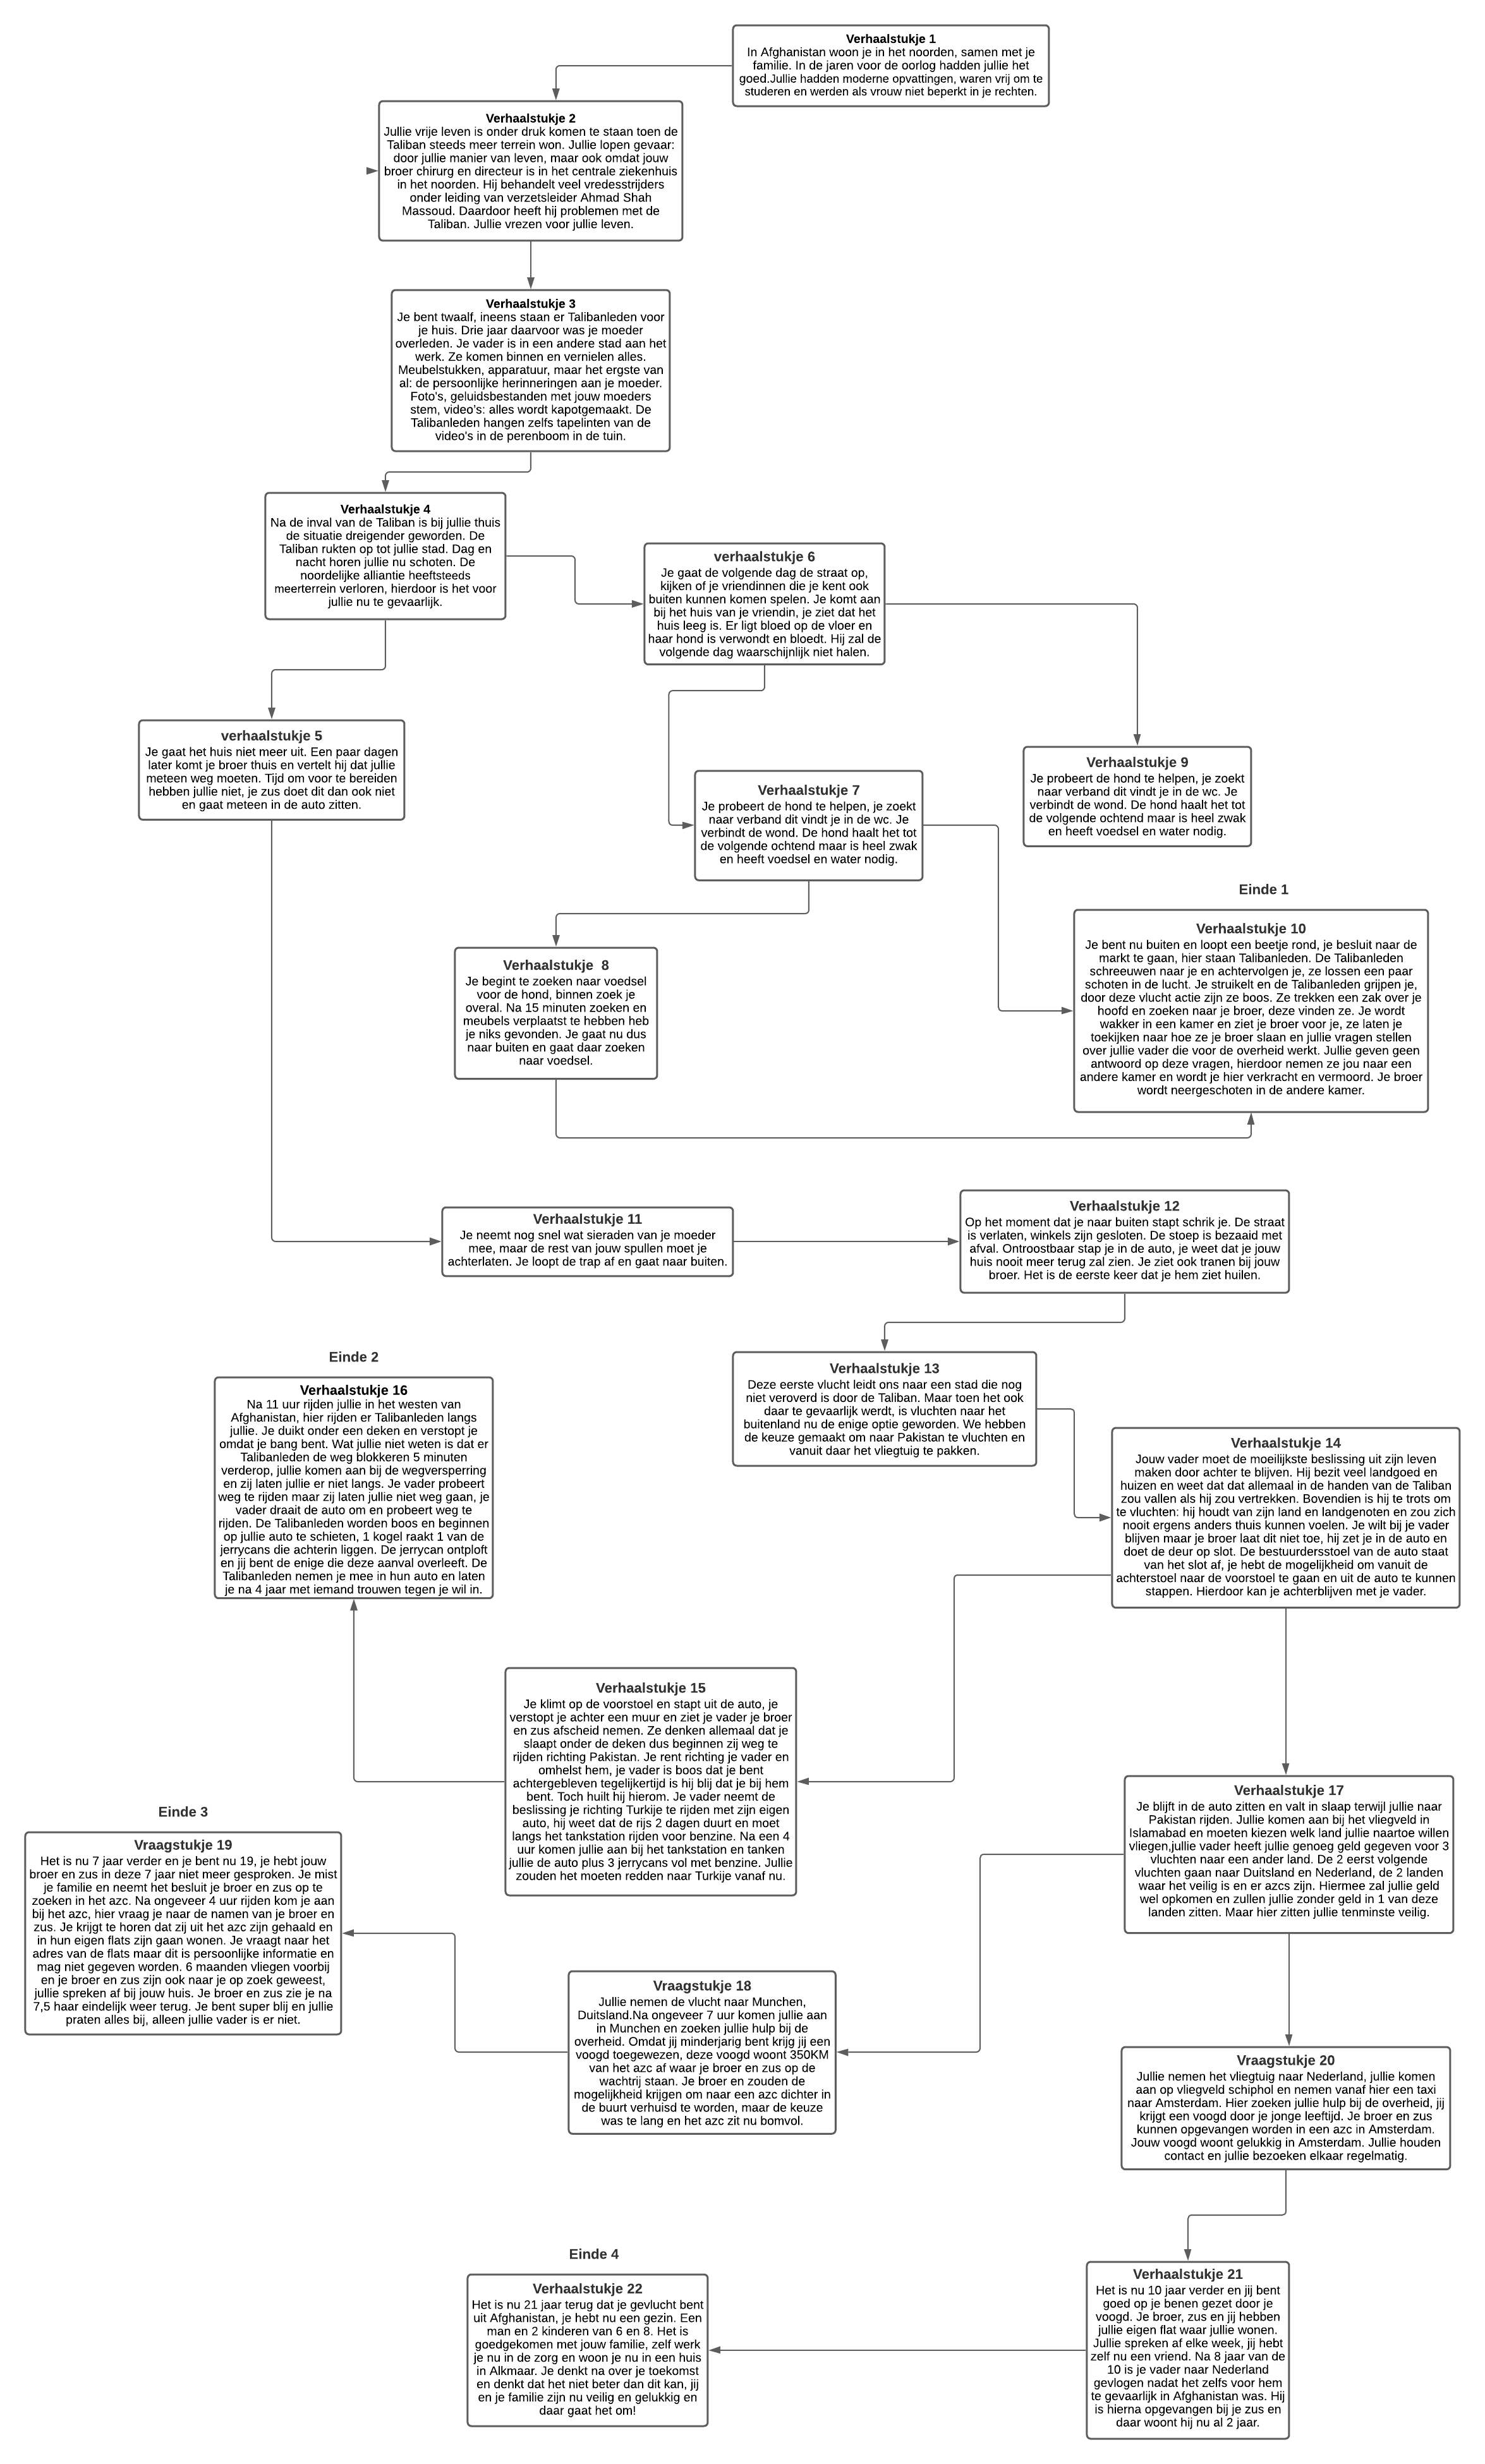 Verhaalstukje 1
In Afghanistan woon je in het noorden, samen met je
familie. In de jaren voor de oorlog hadden jullie het
goed.Jullie hadden moderne opvattingen, waren vrij om te
studeren en werden als vrouw niet beperkt in je rechten.
Verhaalstukje 2
Jullie vrije leven is onder druk komen te staan toen de
Taliban steeds meer terrein won. Jullie lopen gevaar:
door jullie manier van leven, maar ook omdat jouw
broer chirurg en directeur is in het centrale ziekenhuis
in het noorden. Hij behandelt veel vredesstrijders
onder leiding van verzetsleider Ahmad Shah
Massoud. Daardoor heeft hij problemen met de
Taliban. Jullie vrezen voor jullie leven.
Verhaalstukje 3
Je bent twaalf, ineens staan er Talibanleden voor
je huis. Drie jaar daarvoor was je moeder
overleden. Je vader is in een andere stad aan het
werk. Ze komen binnen en vernielen alles.
Meubelstukken, apparatuur, maar het ergste van
al: de persoonlijke herinneringen aan je moeder.
Foto's, geluidsbestanden met jouw moeders
stem, video's: alles wordt kapotgemaakt. De
Talibanleden hangen zelfs tapelinten van de
video's in de perenboom in de tuin.
Verhaalstukje 4
Na de inval van de Taliban is bij jullie thuis
de situatie dreigender geworden. De
Taliban rukten op tot jullie stad. Dag en
nacht horen jullie nu schoten. De
noordelijke alliantie heeftsteeds
meerterrein verloren, hierdoor is het voor
jullie nu te gevaarlijk.
verhaalstukje 6
Je gaat de volgende dag de straat op,
kijken of je vriendinnen die je kent ook
buiten kunnen komen spelen. Je komt aan
bij het huis van je vriendin, je ziet dat het
huis leeg is. Er ligt bloed op de vloer en
haar hond is verwondt en bloedt. Hij zal de
volgende dag waarschijnlijk niet halen.
verhaalstukje 5
Je gaat het huis niet meer uit. Een paar dagen
later komt je broer thuis en vertelt hij dat jullie
meteen weg moeten. Tijd om voor te bereiden
hebben jullie niet, je zus doet dit dan ook niet
en gaat meteen in de auto zitten.
Verhaalstukje 9
Je probeert de hond te helpen, je zoekt
naar verband dit vindt je in de wc. Je
verbindt de wond. De hond haalt het tot
de volgende ochtend maar is heel zwak
en heeft voedsel en water nodig.
Verhaalstukje 7
Je probeert de hond te helpen, je zoekt
naar verband dit vindt je in de wc. Je
verbindt de wond. De hond haalt het tot
de volgende ochtend maar is heel zwak
en heeft voedsel en water nodig.
Einde 1
Verhaalstukje 10
Je bent nu buiten en loopt een beetje rond, je besluit naar de
markt te gaan, hier staan Talibanleden. De Talibanleden
schreeuwen naar je en achtervolgen je, ze lossen een paar
schoten in de lucht. Je struikelt en de Talibanleden grijpen je,
door deze vlucht actie zijn ze boos. Ze trekken een zak over je
hoofd en zoeken naar je broer, deze vinden ze. Je wordt
wakker in een kamer en ziet je broer voor je, ze laten je
toekijken naar hoe ze je broer slaan en jullie vragen stellen
over jullie vader die voor de overheid werkt. Jullie geven geen
antwoord op deze vragen, hierdoor nemen ze jou naar een
andere kamer en wordt je hier verkracht en vermoord. Je broer
wordt neergeschoten in de andere kamer.
Verhaalstukje  8
Je begint te zoeken naar voedsel
voor de hond, binnen zoek je
overal. Na 15 minuten zoeken en
meubels verplaatst te hebben heb
je niks gevonden. Je gaat nu dus
naar buiten en gaat daar zoeken
naar voedsel.
Verhaalstukje 11
Je neemt nog snel wat sieraden van je moeder
mee, maar de rest van jouw spullen moet je
achterlaten. Je loopt de trap af en gaat naar buiten.
Verhaalstukje 12
Op het moment dat je naar buiten stapt schrik je. De straat
is verlaten, winkels zijn gesloten. De stoep is bezaaid met
afval. Ontroostbaar stap je in de auto, je weet dat je jouw
huis nooit meer terug zal zien. Je ziet ook tranen bij jouw
broer. Het is de eerste keer dat je hem ziet huilen.
Einde 2
Verhaalstukje 16
Na 11 uur rijden jullie in het westen van
Afghanistan, hier rijden er Talibanleden langs
jullie. Je duikt onder een deken en verstopt je
omdat je bang bent. Wat jullie niet weten is dat er
Talibanleden de weg blokkeren 5 minuten
verderop, jullie komen aan bij de wegversperring
en zij laten jullie er niet langs. Je vader probeert
weg te rijden maar zij laten jullie niet weg gaan, je
vader draait de auto om en probeert weg te
rijden. De Talibanleden worden boos en beginnen
op jullie auto te schieten, 1 kogel raakt 1 van de
jerrycans die achterin liggen. De jerrycan ontploft
en jij bent de enige die deze aanval overleeft. De
Talibanleden nemen je mee in hun auto en laten
je na 4 jaar met iemand trouwen tegen je wil in.
Verhaalstukje 13
Deze eerste vlucht leidt ons naar een stad die nog
niet veroverd is door de Taliban. Maar toen het ook
daar te gevaarlijk werdt, is vluchten naar het
buitenland nu de enige optie geworden. We hebben
de keuze gemaakt om naar Pakistan te vluchten en
vanuit daar het vliegtuig te pakken.
Verhaalstukje 14
Jouw vader moet de moeilijkste beslissing uit zijn leven
maken door achter te blijven. Hij bezit veel landgoed en
huizen en weet dat dat allemaal in de handen van de Taliban
zou vallen als hij zou vertrekken. Bovendien is hij te trots om
te vluchten: hij houdt van zijn land en landgenoten en zou zich
nooit ergens anders thuis kunnen voelen. Je wilt bij je vader
blijven maar je broer laat dit niet toe, hij zet je in de auto en
doet de deur op slot. De bestuurdersstoel van de auto staat
van het slot af, je hebt de mogelijkheid om vanuit de
achterstoel naar de voorstoel te gaan en uit de auto te kunnen
stappen. Hierdoor kan je achterblijven met je vader.
Verhaalstukje 15
Je klimt op de voorstoel en stapt uit de auto, je
verstopt je achter een muur en ziet je vader je broer
en zus afscheid nemen. Ze denken allemaal dat je
slaapt onder de deken dus beginnen zij weg te
rijden richting Pakistan. Je rent richting je vader en
omhelst hem, je vader is boos dat je bent
achtergebleven tegelijkertijd is hij blij dat je bij hem
bent. Toch huilt hij hierom. Je vader neemt de
beslissing je richting Turkije te rijden met zijn eigen
auto, hij weet dat de rijs 2 dagen duurt en moet
langs het tankstation rijden voor benzine. Na een 4
uur komen jullie aan bij het tankstation en tanken
jullie de auto plus 3 jerrycans vol met benzine. Jullie
zouden het moeten redden naar Turkije vanaf nu.
Verhaalstukje 17
Je blijft in de auto zitten en valt in slaap terwijl jullie naar
Pakistan rijden. Jullie komen aan bij het vliegveld in
Islamabad en moeten kiezen welk land jullie naartoe willen
vliegen,jullie vader heeft jullie genoeg geld gegeven voor 3
vluchten naar een ander land. De 2 eerst volgende
vluchten gaan naar Duitsland en Nederland, de 2 landen
waar het veilig is en er azcs zijn. Hiermee zal jullie geld
wel opkomen en zullen jullie zonder geld in 1 van deze
landen zitten. Maar hier zitten jullie tenminste veilig.
Einde 3
Vraagstukje 19
Het is nu 7 jaar verder en je bent nu 19, je hebt jouw
broer en zus in deze 7 jaar niet meer gesproken. Je mist
je familie en neemt het besluit je broer en zus op te
zoeken in het azc. Na ongeveer 4 uur rijden kom je aan
bij het azc, hier vraag je naar de namen van je broer en
zus. Je krijgt te horen dat zij uit het azc zijn gehaald en
in hun eigen flats zijn gaan wonen. Je vraagt naar het
adres van de flats maar dit is persoonlijke informatie en
mag niet gegeven worden. 6 maanden vliegen voorbij
en je broer en zus zijn ook naar je op zoek geweest,
jullie spreken af bij jouw huis. Je broer en zus zie je na
7,5 haar eindelijk weer terug. Je bent super blij en jullie
praten alles bij, alleen jullie vader is er niet.
Vraagstukje 18
Jullie nemen de vlucht naar Munchen,
Duitsland.Na ongeveer 7 uur komen jullie aan
in Munchen en zoeken jullie hulp bij de
overheid. Omdat jij minderjarig bent krijg jij een
voogd toegewezen, deze voogd woont 350KM
van het azc af waar je broer en zus op de
wachtrij staan. Je broer en zouden de
mogelijkheid krijgen om naar een azc dichter in
de buurt verhuisd te worden, maar de keuze
was te lang en het azc zit nu bomvol.
Vraagstukje 20
Jullie nemen het vliegtuig naar Nederland, jullie komen
aan op vliegveld schiphol en nemen vanaf hier een taxi
naar Amsterdam. Hier zoeken jullie hulp bij de overheid, jij
krijgt een voogd door je jonge leeftijd. Je broer en zus
kunnen opgevangen worden in een azc in Amsterdam.
Jouw voogd woont gelukkig in Amsterdam. Jullie houden
contact en jullie bezoeken elkaar regelmatig.
Einde 4
Verhaalstukje 22
Het is nu 21 jaar terug dat je gevlucht bent
uit Afghanistan, je hebt nu een gezin. Een
man en 2 kinderen van 6 en 8. Het is
goedgekomen met jouw familie, zelf werk
je nu in de zorg en woon je nu in een huis
in Alkmaar. Je denkt na over je toekomst
en denkt dat het niet beter dan dit kan, jij
en je familie zijn nu veilig en gelukkig en
daar gaat het om!
Verhaalstukje 21
Het is nu 10 jaar verder en jij bent
goed op je benen gezet door je
voogd. Je broer, zus en jij hebben
jullie eigen flat waar jullie wonen.
Jullie spreken af elke week, jij hebt
zelf nu een vriend. Na 8 jaar van de
10 is je vader naar Nederland
gevlogen nadat het zelfs voor hem
te gevaarlijk in Afghanistan was. Hij
is hierna opgevangen bij je zus en
daar woont hij nu al 2 jaar.